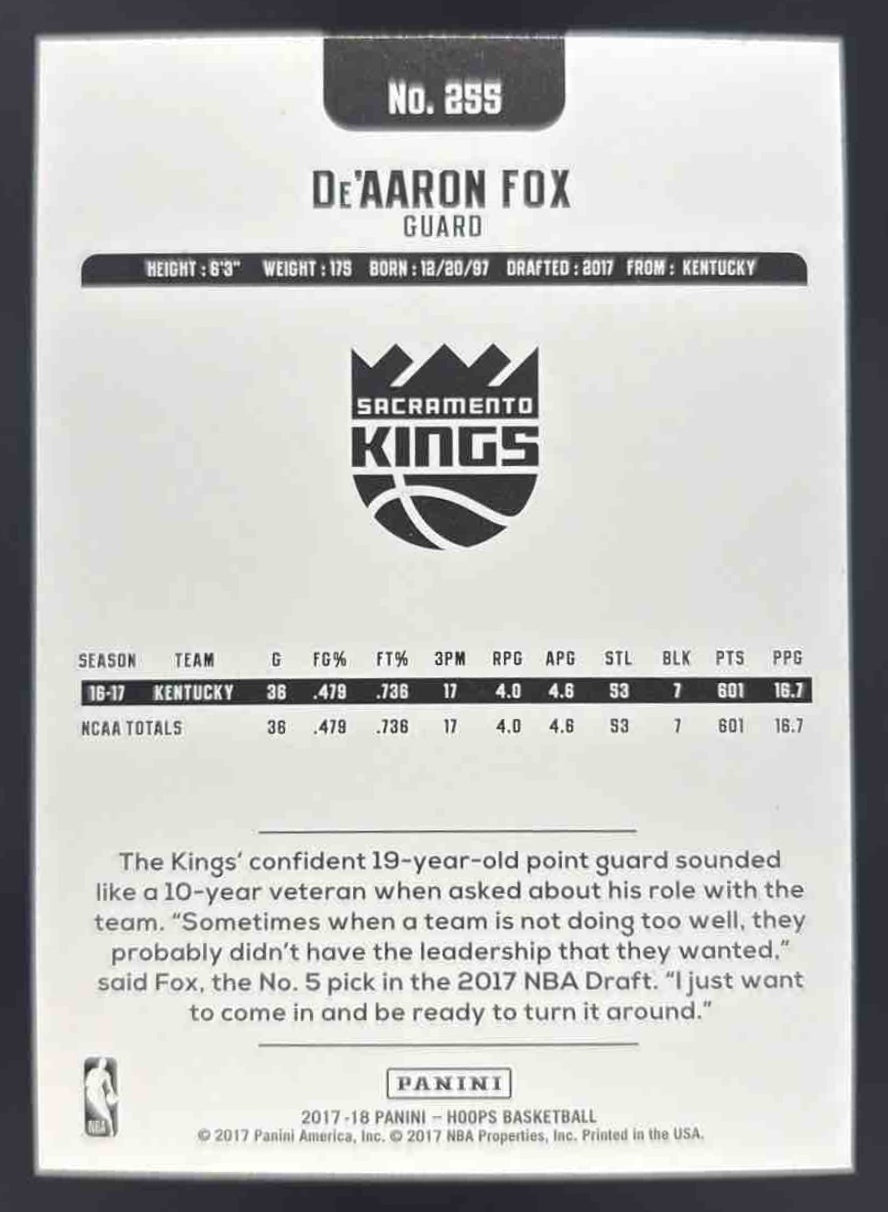 No. 255
De'AARON FOX
GUARD
HEIGHT : 6'3" WEIGHT : 175 BORN : 12/20/97 DRAFTED : 2017 FROM : KENTUCKY
SACRAMENTO
KINGS
SEASON TEAM G FG% FT% 3PM RPG APG STL BLK PTS PPG
16-17 KENTUCKY 36 .479 .736 17 4.0 4.6 53 7 601 16.7
NCAA TOTALS 36 .479 .736 17 4.0 4.6 53 7 601 16.7
The Kings' confident 19-year-old point guard sounded
like a 10-year veteran when asked about his role with the
team. “Sometimes when a team is not doing too well, they
probably didn't have the leadership that they wanted,”
said Fox, the No. 5 pick in the 2017 NBA Draft. “I just want
to come in and be ready to turn it around.”
NBA
PANINI
2017-18 PANINI – HOOPS BASKETBALL
© 2017 Panini America, Inc. © 2017 NBA Properties, Inc. Printed in the USA.